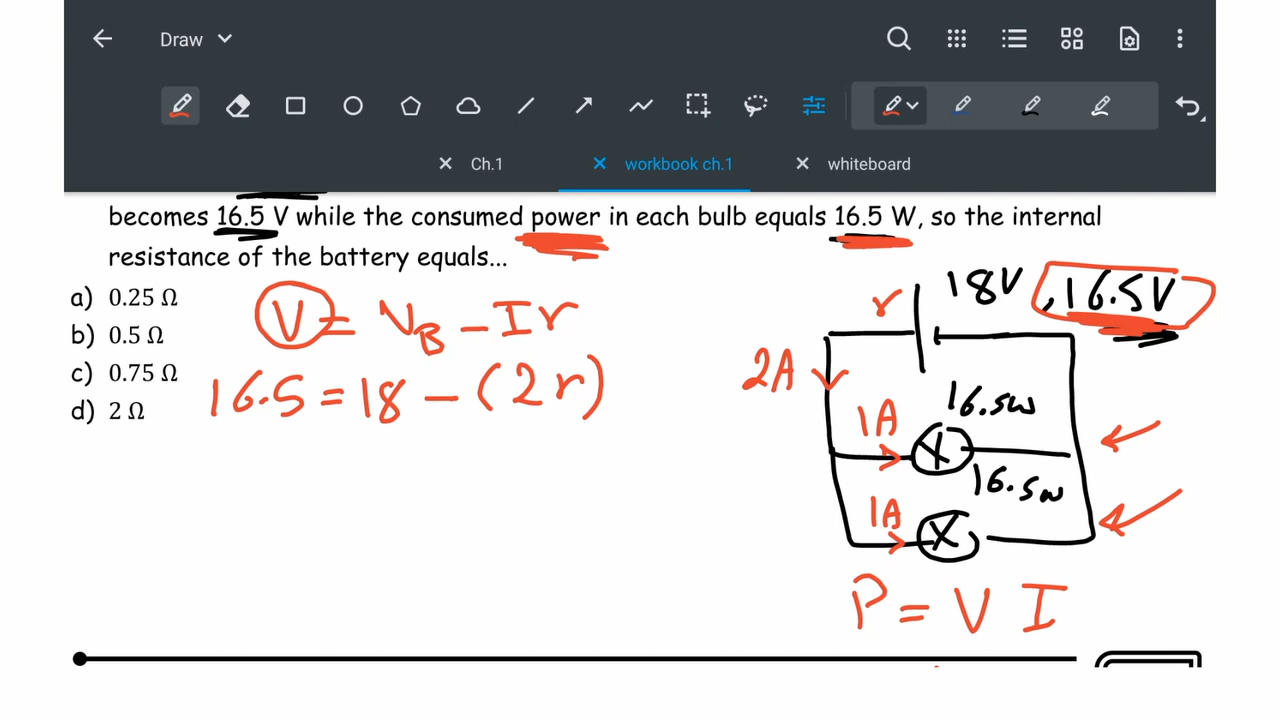 Draw
Ch.1
workbook ch.1
whiteboard
becomes 16.5 V while the consumed power in each bulb equals 16.5 W, so the internal
resistance of the battery equals...
a) 0.25 Ω
b) 0.5 Ω
c) 0.75 Ω
d) 2 Ω
V = VB - Ir
16.5 = 18 - (2r)
r
18V, 16.5V
2A
16.5w
1A
16.5w
1A
P = V I